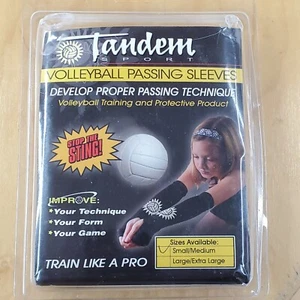 Tandem
SPORT
VOLLEYBALL PASSING SLEEVES
DEVELOP PROPER PASSING TECHNIQUE
Volleyball Training and Protective Product
STOP THE
STING!
IMPROVE:
•Your Technique
•Your Form
•Your Game
Sizes Available:
Small/Medium
Large/Extra Large
TRAIN LIKE A PRO